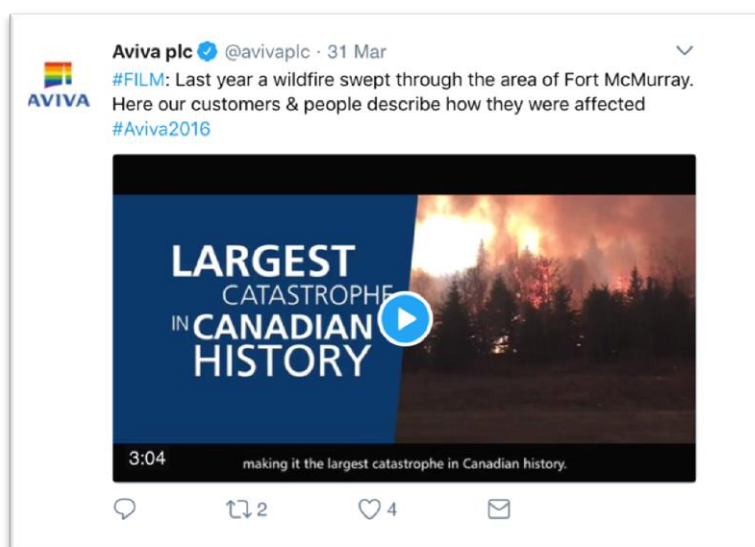 Aviva plc @avivaplc · 31 Mar
AVIVA
#FILM: Last year a wildfire swept through the area of Fort McMurray.
Here our customers & people describe how they were affected
#Aviva2016
LARGEST
CATASTROPHE
IN CANADIAN
HISTORY
3:04
making it the largest catastrophe in Canadian history.
2
4